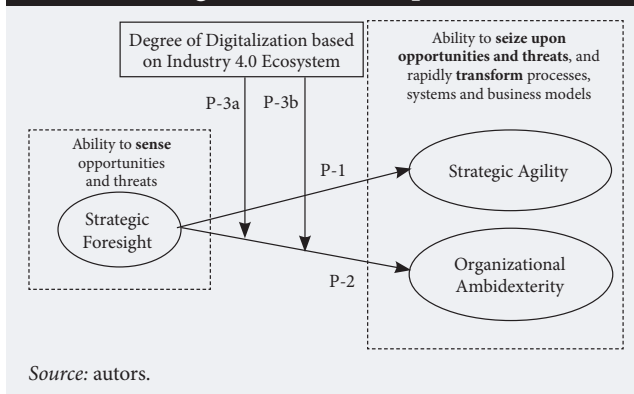 Degree of Digitalization based
on Industry 4.0 Ecosystem
Ability to seize upon
opportunities and threats, and
rapidly transform processes,
systems and business models
P-3a
P-3b
Ability to sense
opportunities
and threats
P-1
Strategic Agility
Strategic
Foresight
Organizational
Ambidexterity
P-2
Source: autors.